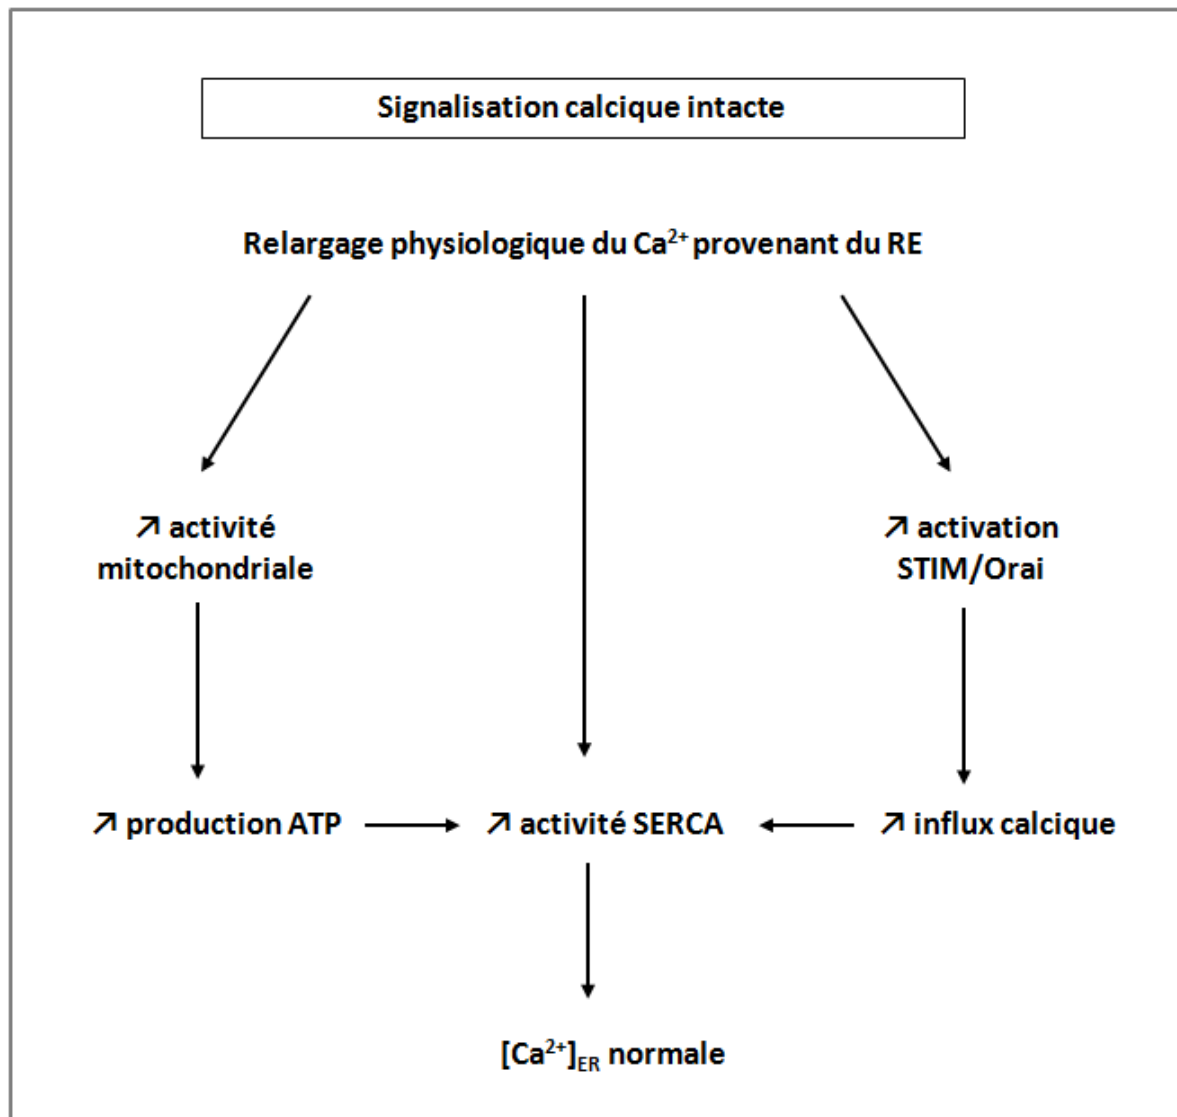 Signalisation calcique intacte
Relargage physiologique du Ca²⁺ provenant du RE
↗ activité
mitochondriale
↗ activation
STIM/Orai
↗ production ATP
↗ activité SERCA
↗ influx calcique
[Ca²⁺]ER normale